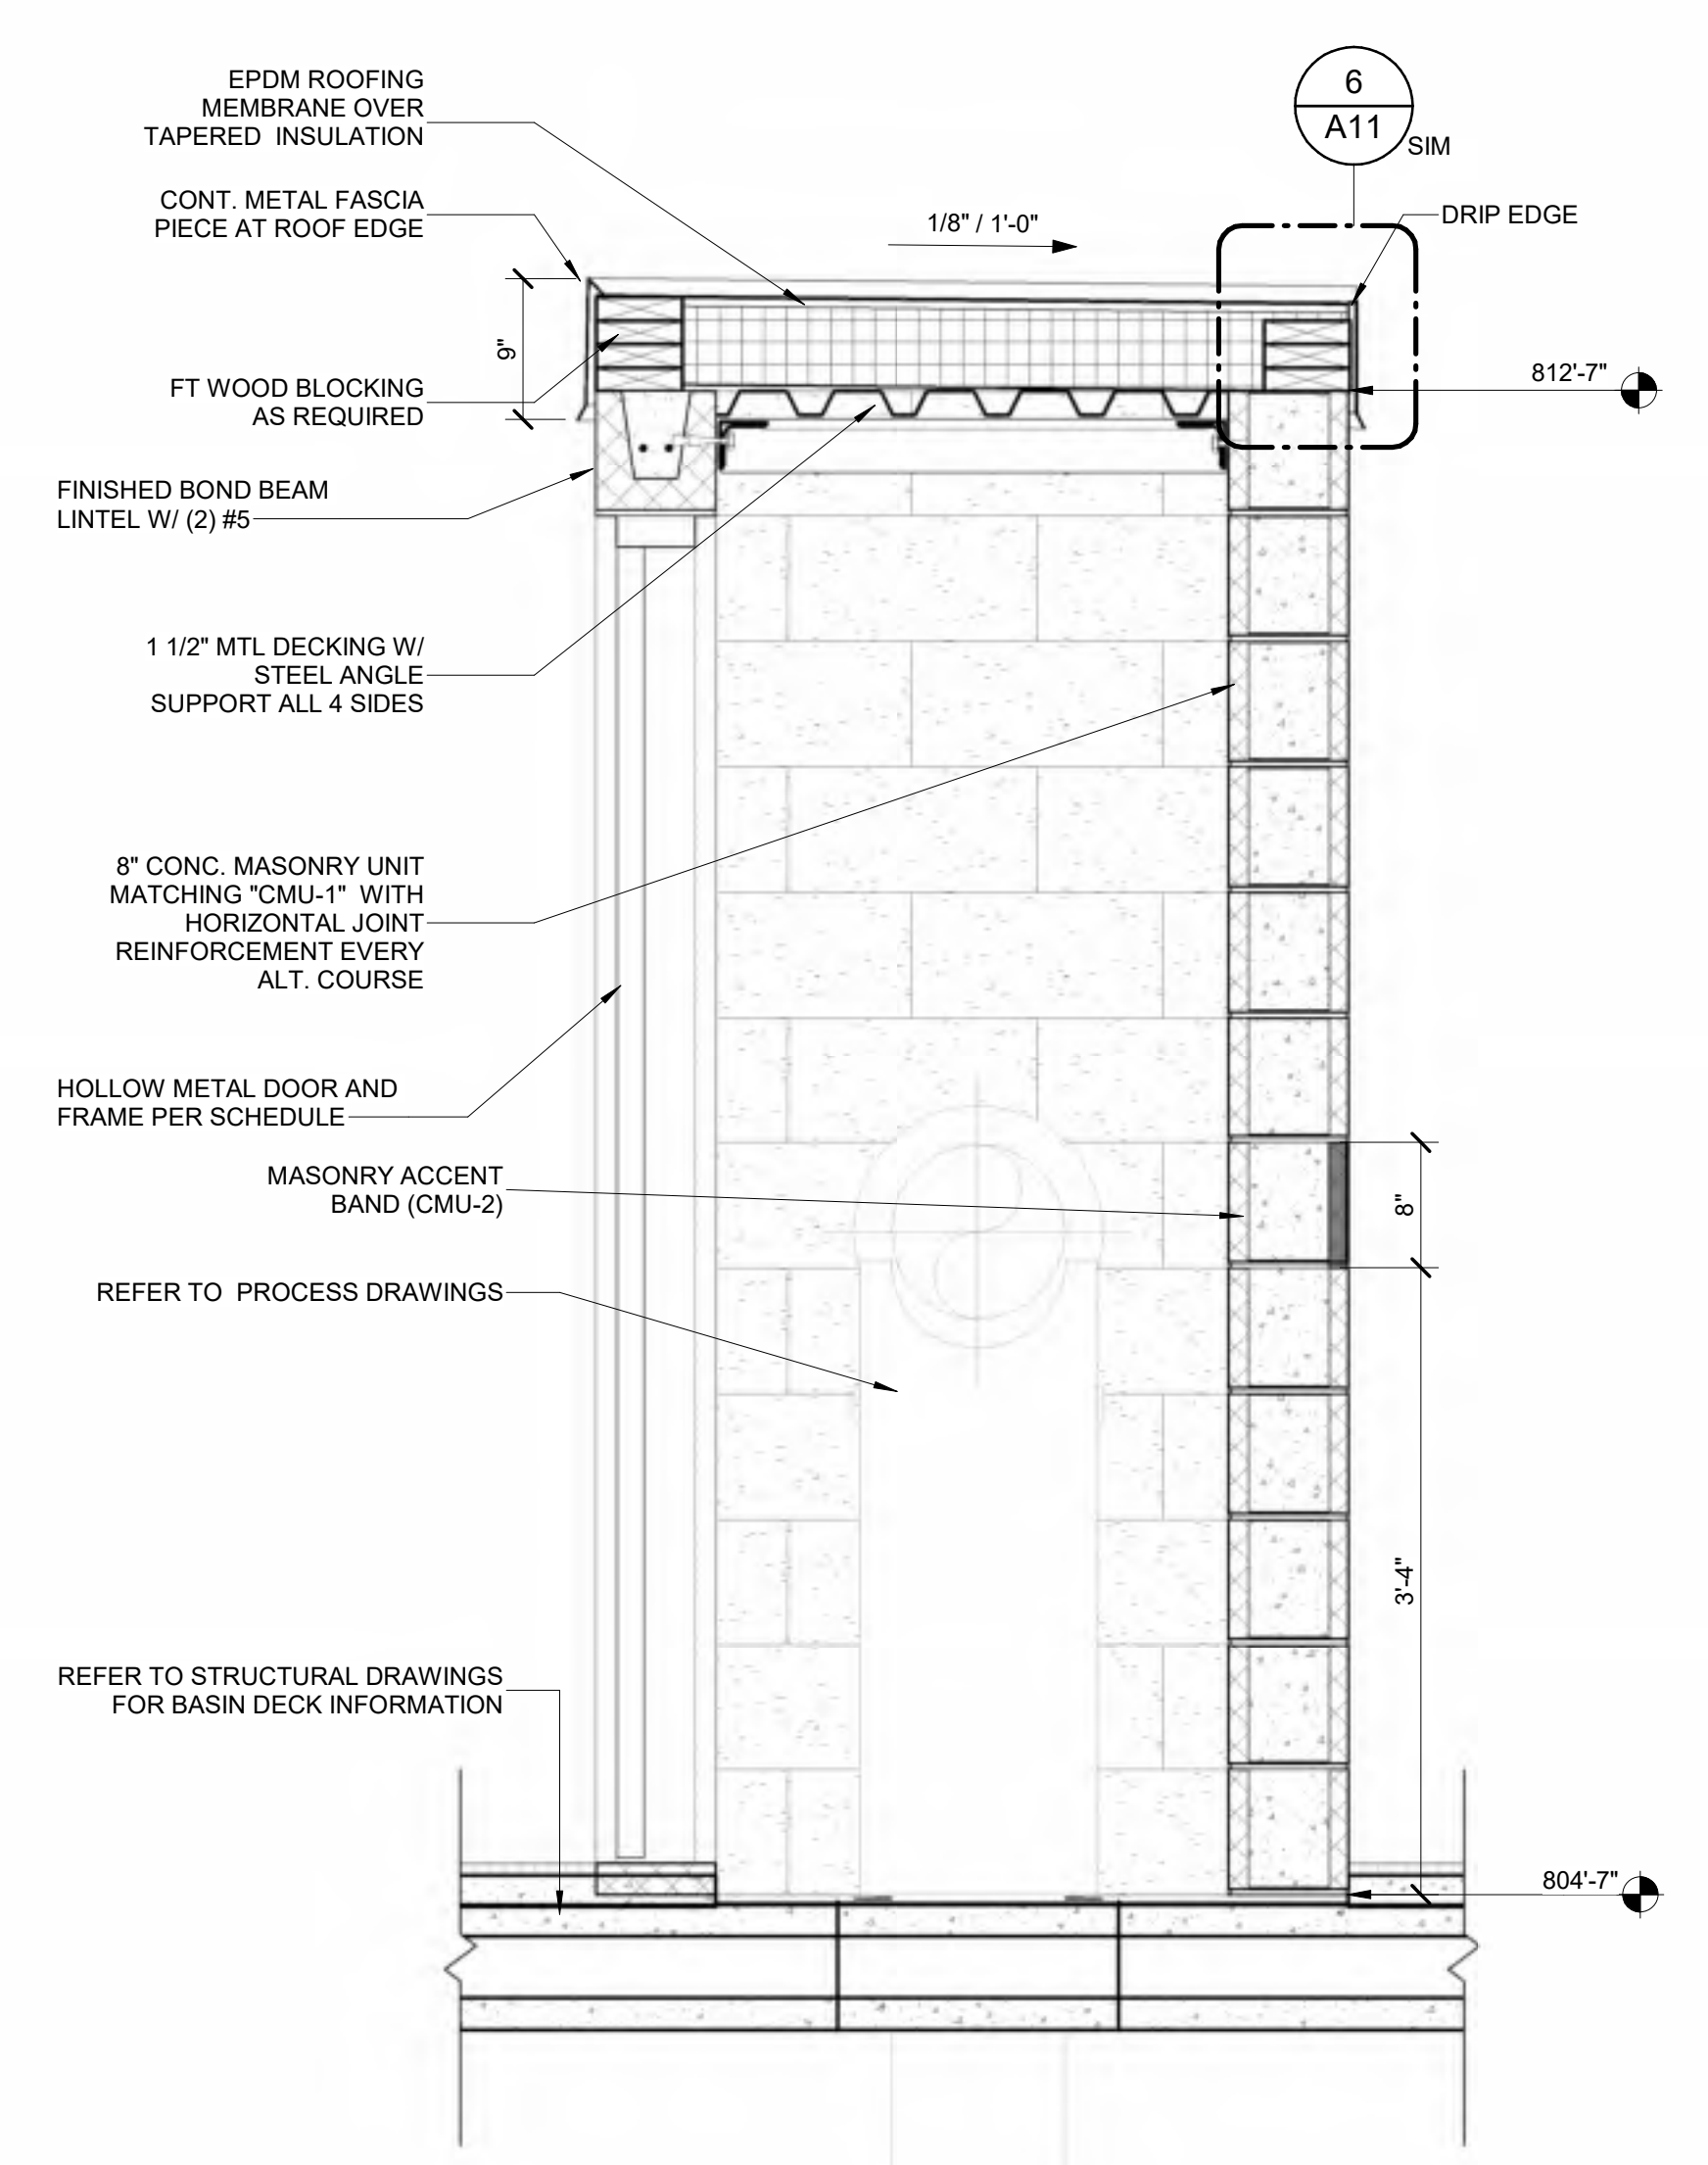 EPDM ROOFING
MEMBRANE OVER
TAPERED  INSULATION
6
A11
SIM
CONT. METAL FASCIA
PIECE AT ROOF EDGE
1/8" / 1'-0"
DRIP EDGE
9"
FT WOOD BLOCKING
AS REQUIRED
812'-7"
FINISHED BOND BEAM
LINTEL W/ (2) #5
1 1/2" MTL DECKING W/
STEEL ANGLE
SUPPORT ALL 4 SIDES
8" CONC. MASONRY UNIT
MATCHING "CMU-1"  WITH
HORIZONTAL JOINT
REINFORCEMENT EVERY
ALT. COURSE
HOLLOW METAL DOOR AND
FRAME PER SCHEDULE
MASONRY ACCENT
BAND (CMU-2)
8"
REFER TO  PROCESS DRAWINGS
3'-4"
REFER TO STRUCTURAL DRAWINGS
FOR BASIN DECK INFORMATION
804'-7"